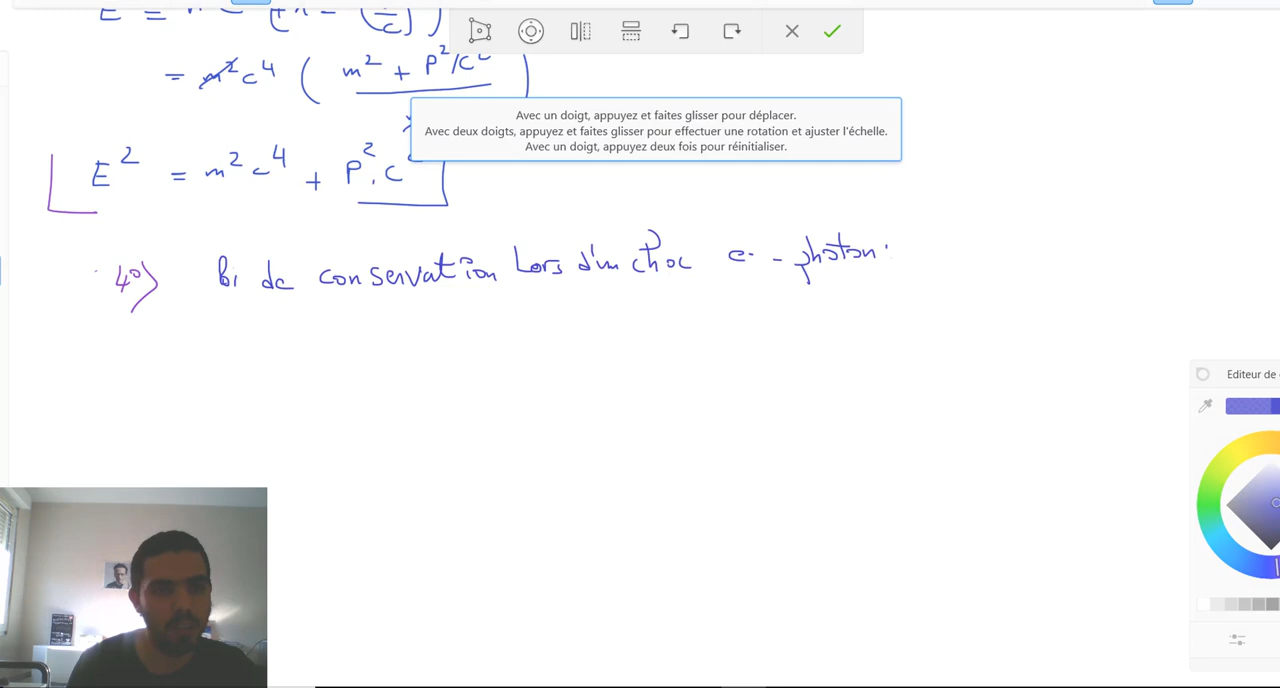 = m²c⁴ ( m² + P²/c²
Avec un doigt, appuyez et faites glisser pour déplacer.
Avec deux doigts, appuyez et faites glisser pour effectuer une rotation et ajuster l'échelle.
Avec un doigt, appuyez deux fois pour réinitialiser.
E² = m²c⁴ + P².c²
4°) de conservation Lors d'un choc e- - photon:
Editeur de